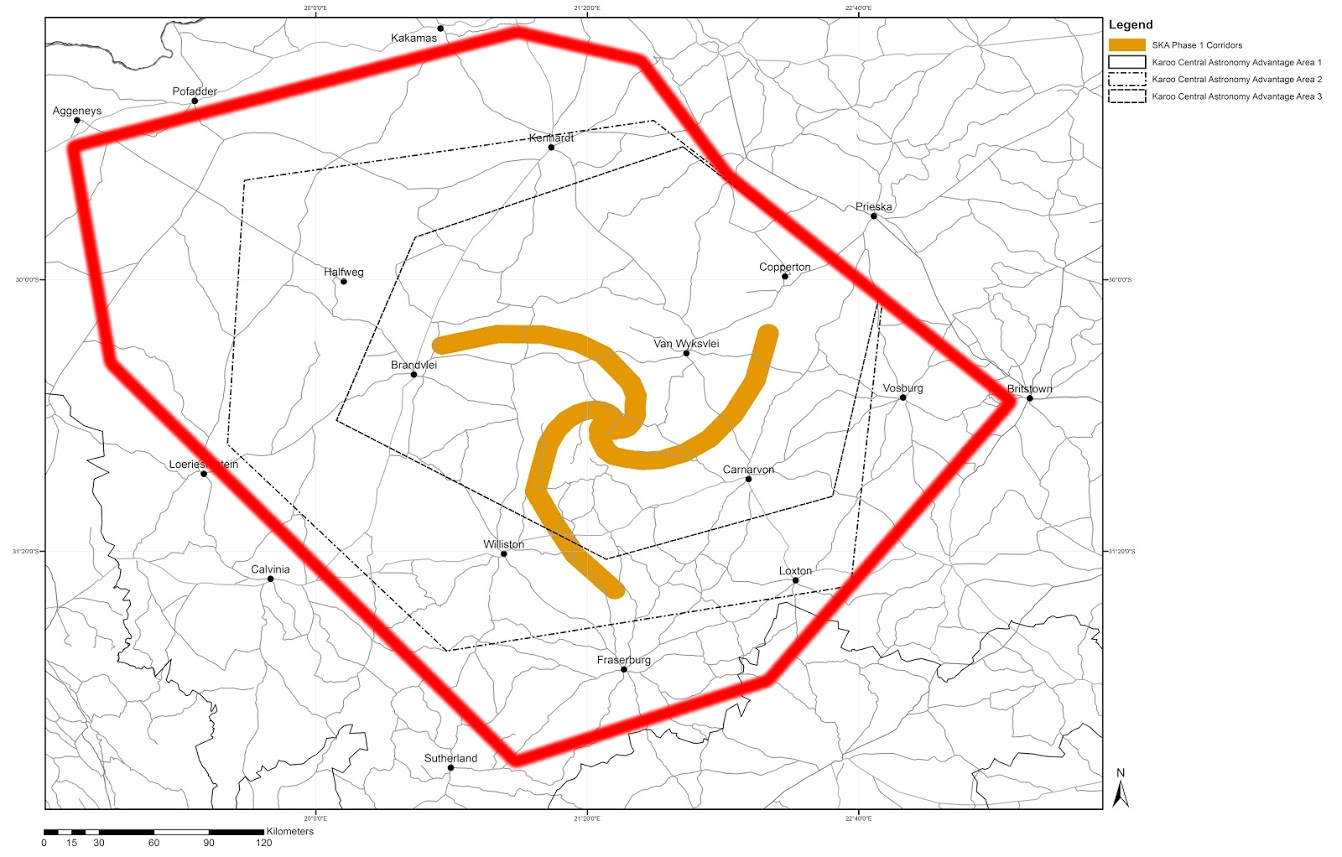 20°0'0"E
21°20'0"E
22°40'0"E
Legend
SKA Phase 1 Corridors
Karoo Central Astronomy Advantage Area 1
Karoo Central Astronomy Advantage Area 2
Karoo Central Astronomy Advantage Area 3
Kakamas
Pofadder
Aggeneys
Kenhardt
Prieska
Copperton
Halfweg
30°0'0"S
30°0'0"S
Van Wyksvlei
Brandvlei
Vosburg
Britstown
Loeriesfontein
Carnarvon
Williston
31°20'0"S
31°20'0"S
Calvinia
Loxton
Fraserburg
Sutherland
N
20°0'0"E
21°20'0"E
22°40'0"E
Kilometers
0 15 30 60 90 120